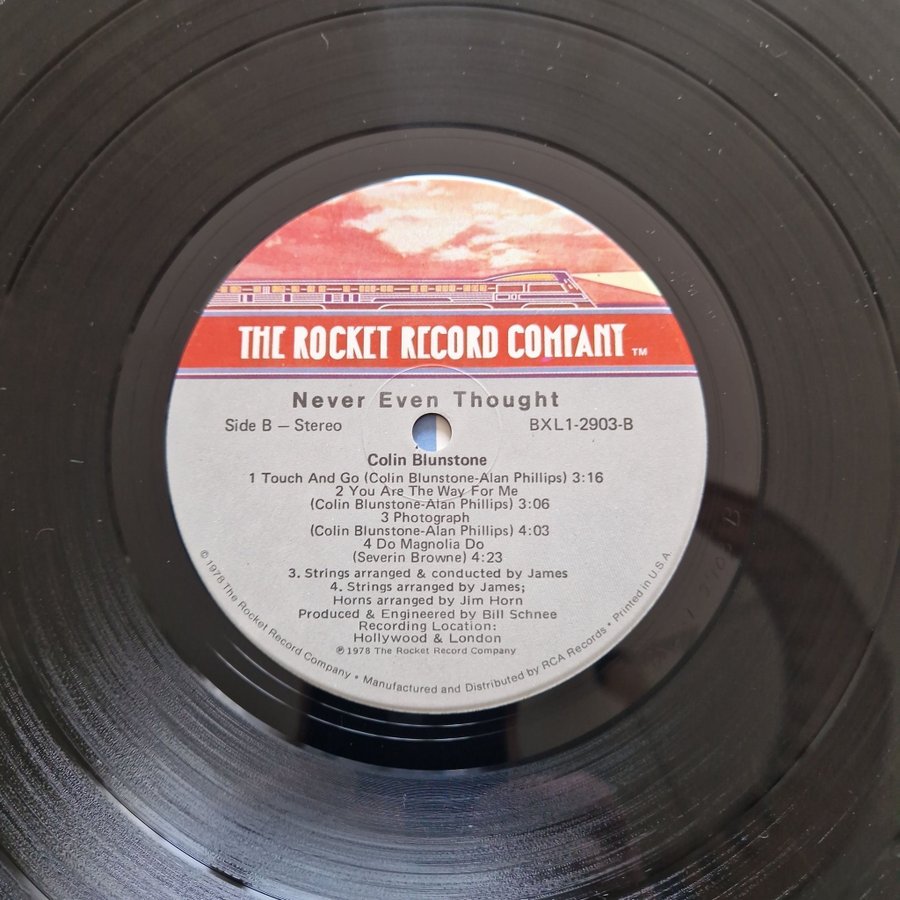 THE ROCKET RECORD COMPANY ™
Never Even Thought
Side B — Stereo BXL1-2903-B
Colin Blunstone
1 Touch And Go (Colin Blunstone-Alan Phillips) 3:16
2 You Are The Way For Me
(Colin Blunstone-Alan Phillips) 3:06
3 Photograph
(Colin Blunstone-Alan Phillips) 4:03
4 Do Magnolia Do
(Severin Browne) 4:23
3. Strings arranged & conducted by James
4. Strings arranged by James;
Horns arranged by Jim Horn
Produced & Engineered by Bill Schnee
Recording Location:
Hollywood & London
℗ 1978 The Rocket Record Company
© 1978 The Rocket Record Company • Manufactured and Distributed by RCA Records • Printed in U.S.A.